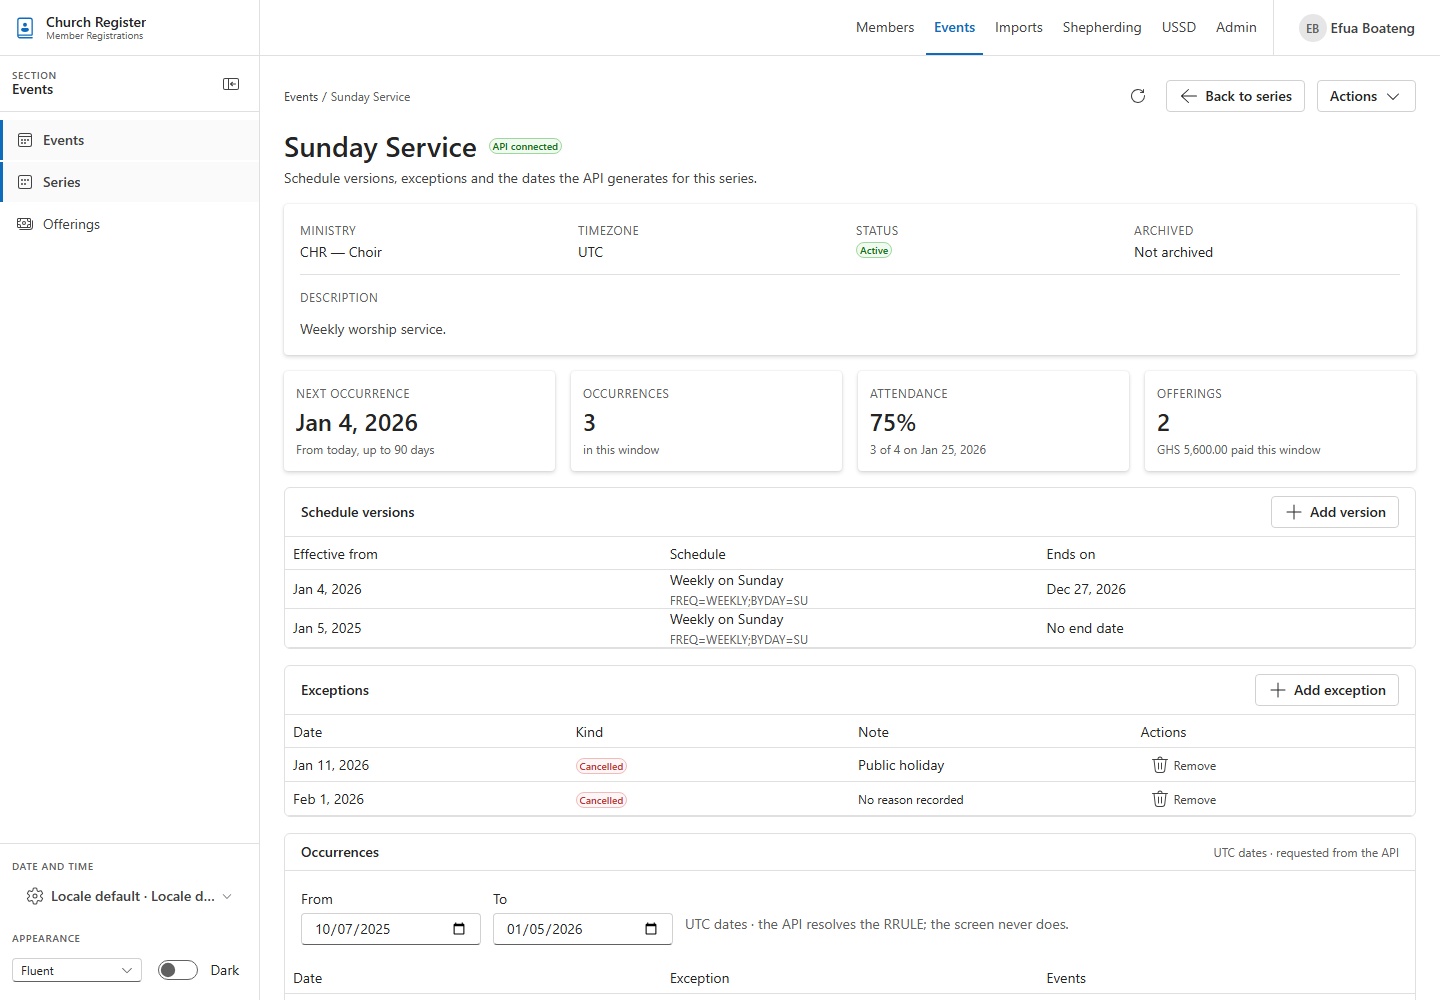 Church Register
Member Registrations
Members
Events
Imports
Shepherding
USSD
Admin
EB
Efua Boateng
SECTION
Events
Events
Series
Offerings
DATE AND TIME
Locale default · Locale d...
APPEARANCE
Fluent
Dark
Events / Sunday Service
Back to series
Actions
Sunday Service
API connected
Schedule versions, exceptions and the dates the API generates for this series.
MINISTRY
CHR — Choir
TIMEZONE
UTC
STATUS
Active
ARCHIVED
Not archived
DESCRIPTION
Weekly worship service.
NEXT OCCURRENCE
Jan 4, 2026
From today, up to 90 days
OCCURRENCES
3
in this window
ATTENDANCE
75%
3 of 4 on Jan 25, 2026
OFFERINGS
2
GHS 5,600.00 paid this window
Schedule versions
Add version
Effective from
Schedule
Ends on
Jan 4, 2026
Weekly on Sunday
FREQ=WEEKLY;BYDAY=SU
Dec 27, 2026
Jan 5, 2025
Weekly on Sunday
FREQ=WEEKLY;BYDAY=SU
No end date
Exceptions
Add exception
Date
Kind
Note
Actions
Jan 11, 2026
Cancelled
Public holiday
Remove
Feb 1, 2026
Cancelled
No reason recorded
Remove
Occurrences
UTC dates · requested from the API
From
To
10/07/2025
01/05/2026
UTC dates · the API resolves the RRULE; the screen never does.
Date
Exception
Events